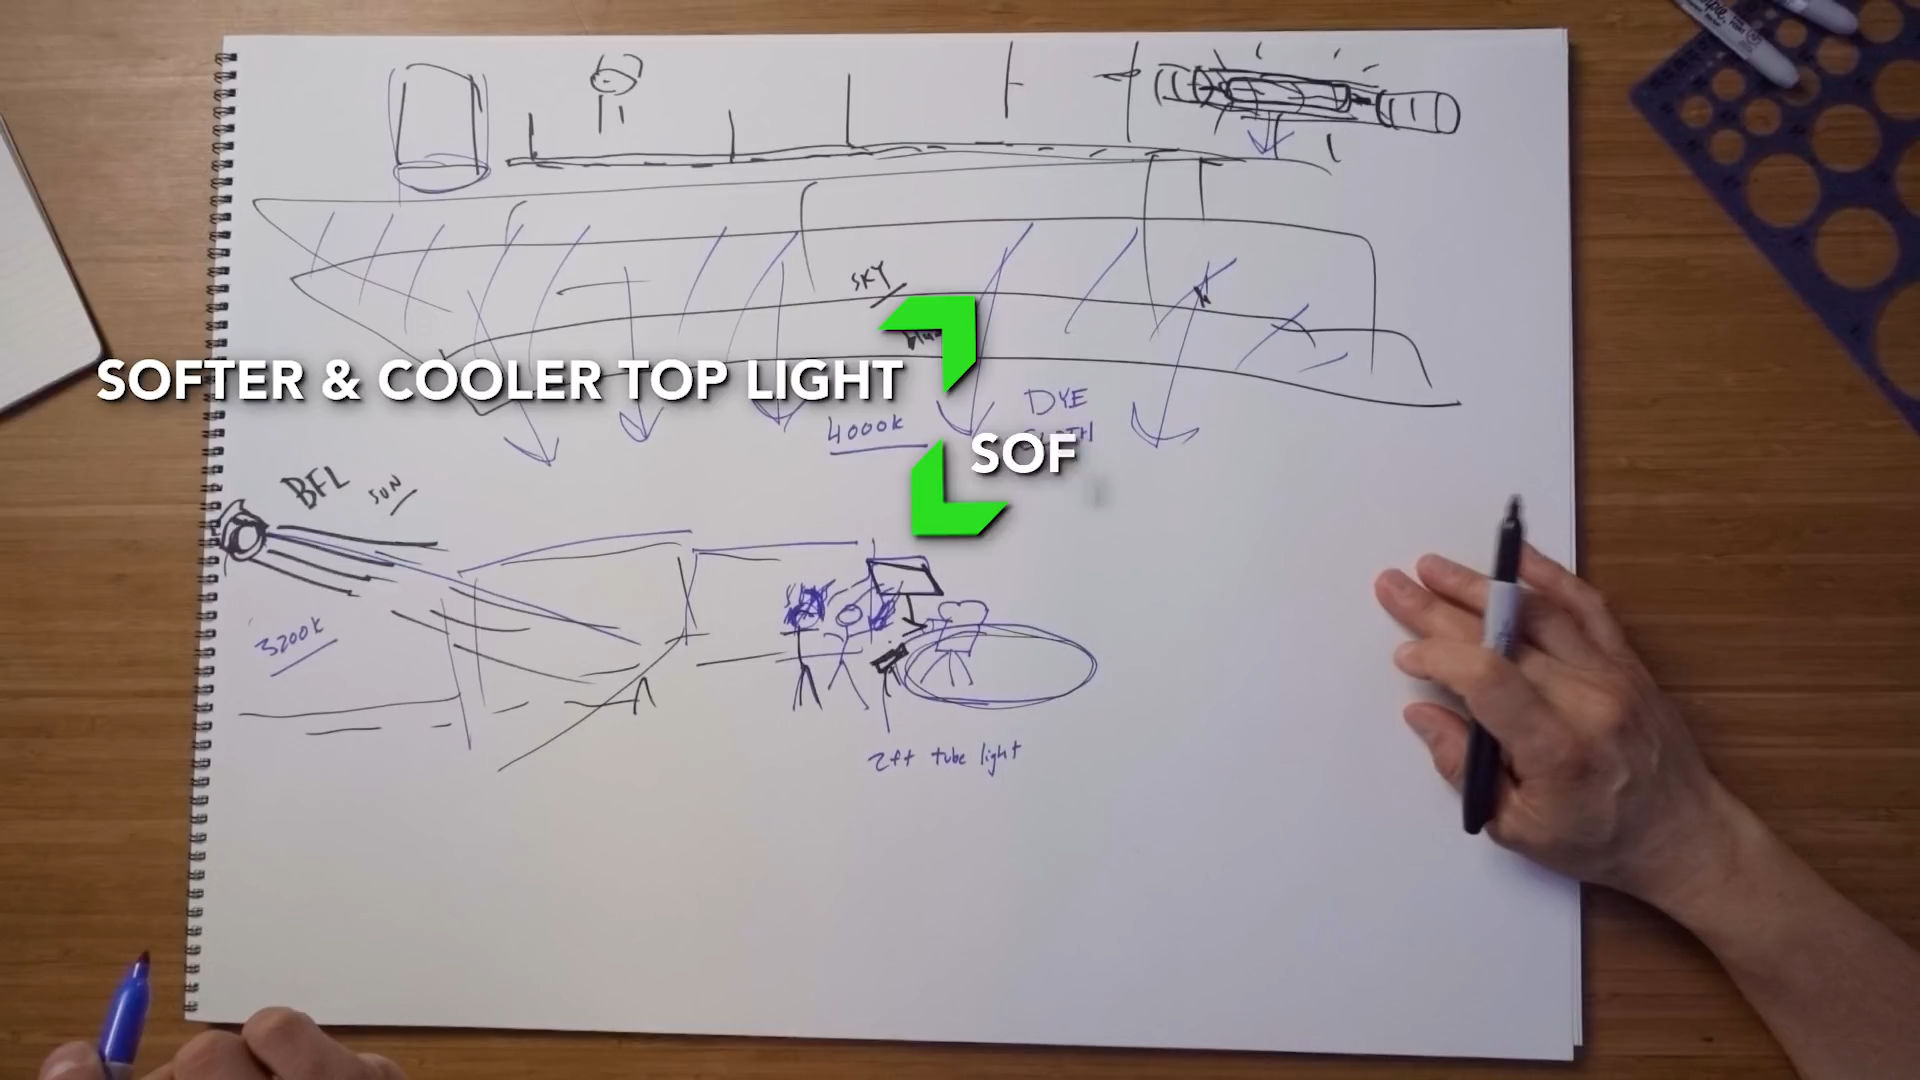 SKY
SOFTER & COOLER TOP LIGHT
DYE
4000K
SOF
BFL
SUN
3200K
2ft tube light